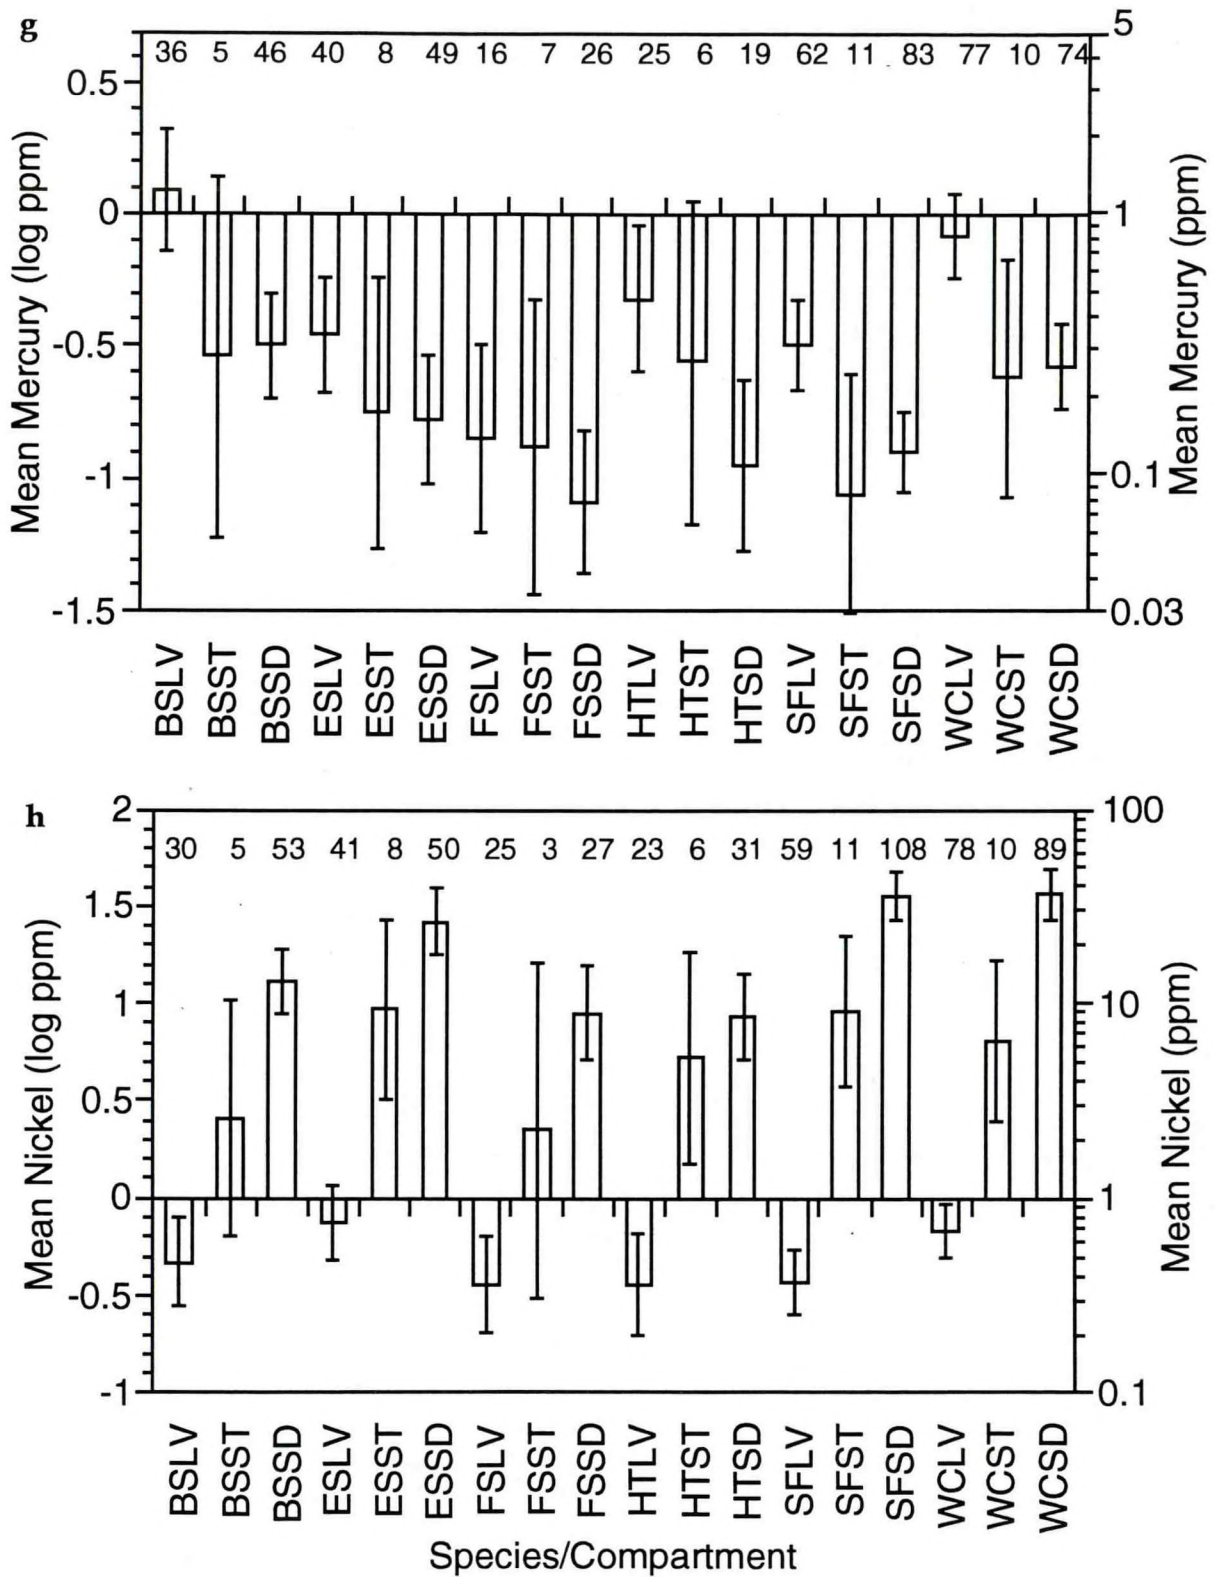 g
36 5 46 40 8 49 16 7 26 25 6 19 62 11 83 77 10 74
5
0.5
0
1
-0.5
-1
0.1
-1.5
0.03
Mean Mercury (log ppm)
Mean Mercury (ppm)
BSLV BSST BSSD ESLV ESST ESSD FSLV FSST FSSD HTLV HTST HTSD SFLV SFST SFSD WCLV WCST WCSD
h
2
100
30 5 53 41 8 50 25 3 27 23 6 31 59 11 108 78 10 89
1.5
1
10
0.5
0
1
-0.5
-1
0.1
Mean Nickel (log ppm)
Mean Nickel (ppm)
BSLV BSST BSSD ESLV ESST ESSD FSLV FSST FSSD HTLV HTST HTSD SFLV SFST SFSD WCLV WCST WCSD
Species/Compartment